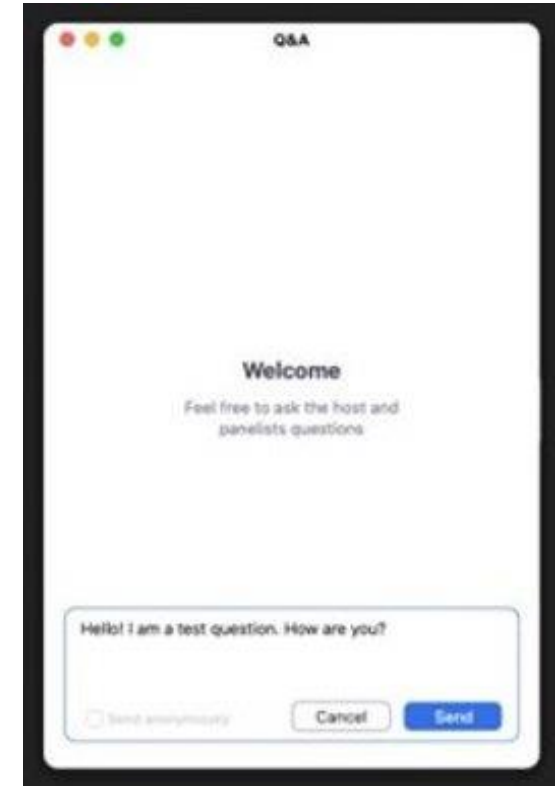 Q&A
Welcome
Feel free to ask the host and
panelists questions
Hello! I am a test question. How are you?
Send anonymously
Cancel
Send